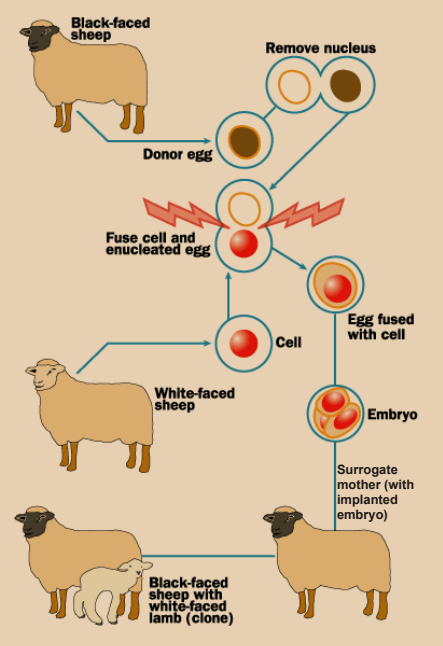 Black-faced
sheep
Remove nucleus
Donor egg
Fuse cell and
enucleated egg
Egg fused
with cell
Cell
White-faced
sheep
Embryo
Surrogate
mother (with
implanted
embryo)
Black-faced
sheep with
white-faced
lamb (clone)